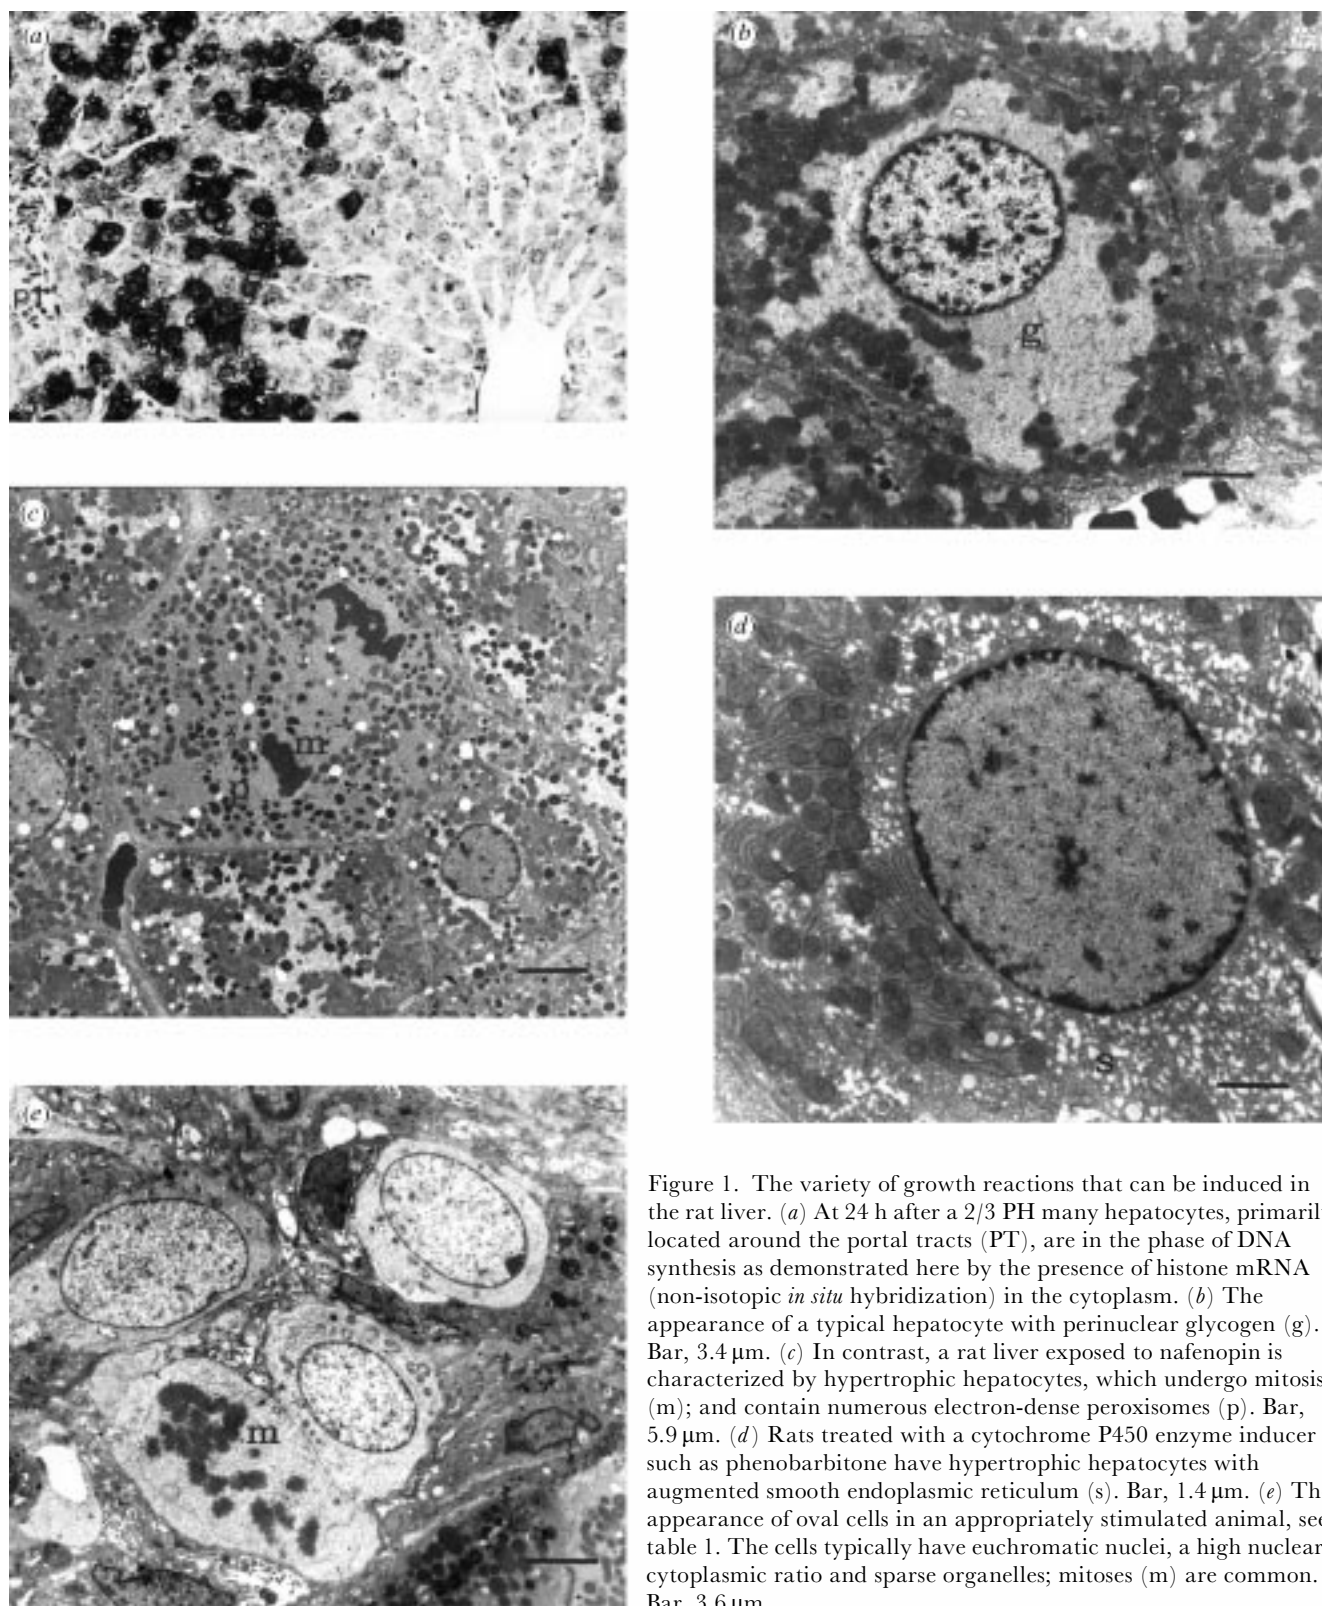 (a)
(b)
PT
g
(c)
m
p
(d)
s
(e)
m
Figure 1. The variety of growth reactions that can be induced in
the rat liver. (a) At 24 h after a 2/3 PH many hepatocytes, primaril
located around the portal tracts (PT), are in the phase of DNA
synthesis as demonstrated here by the presence of histone mRNA
(non-isotopic in situ hybridization) in the cytoplasm. (b) The
appearance of a typical hepatocyte with perinuclear glycogen (g).
Bar, 3.4 μm. (c) In contrast, a rat liver exposed to nafenopin is
characterized by hypertrophic hepatocytes, which undergo mitosis
(m); and contain numerous electron-dense peroxisomes (p). Bar,
5.9 μm. (d) Rats treated with a cytochrome P450 enzyme inducer
such as phenobarbitone have hypertrophic hepatocytes with
augmented smooth endoplasmic reticulum (s). Bar, 1.4 μm. (e) Th
appearance of oval cells in an appropriately stimulated animal, see
table 1. The cells typically have euchromatic nuclei, a high nuclear
cytoplasmic ratio and sparse organelles; mitoses (m) are common.
Bar, 3.6 μm